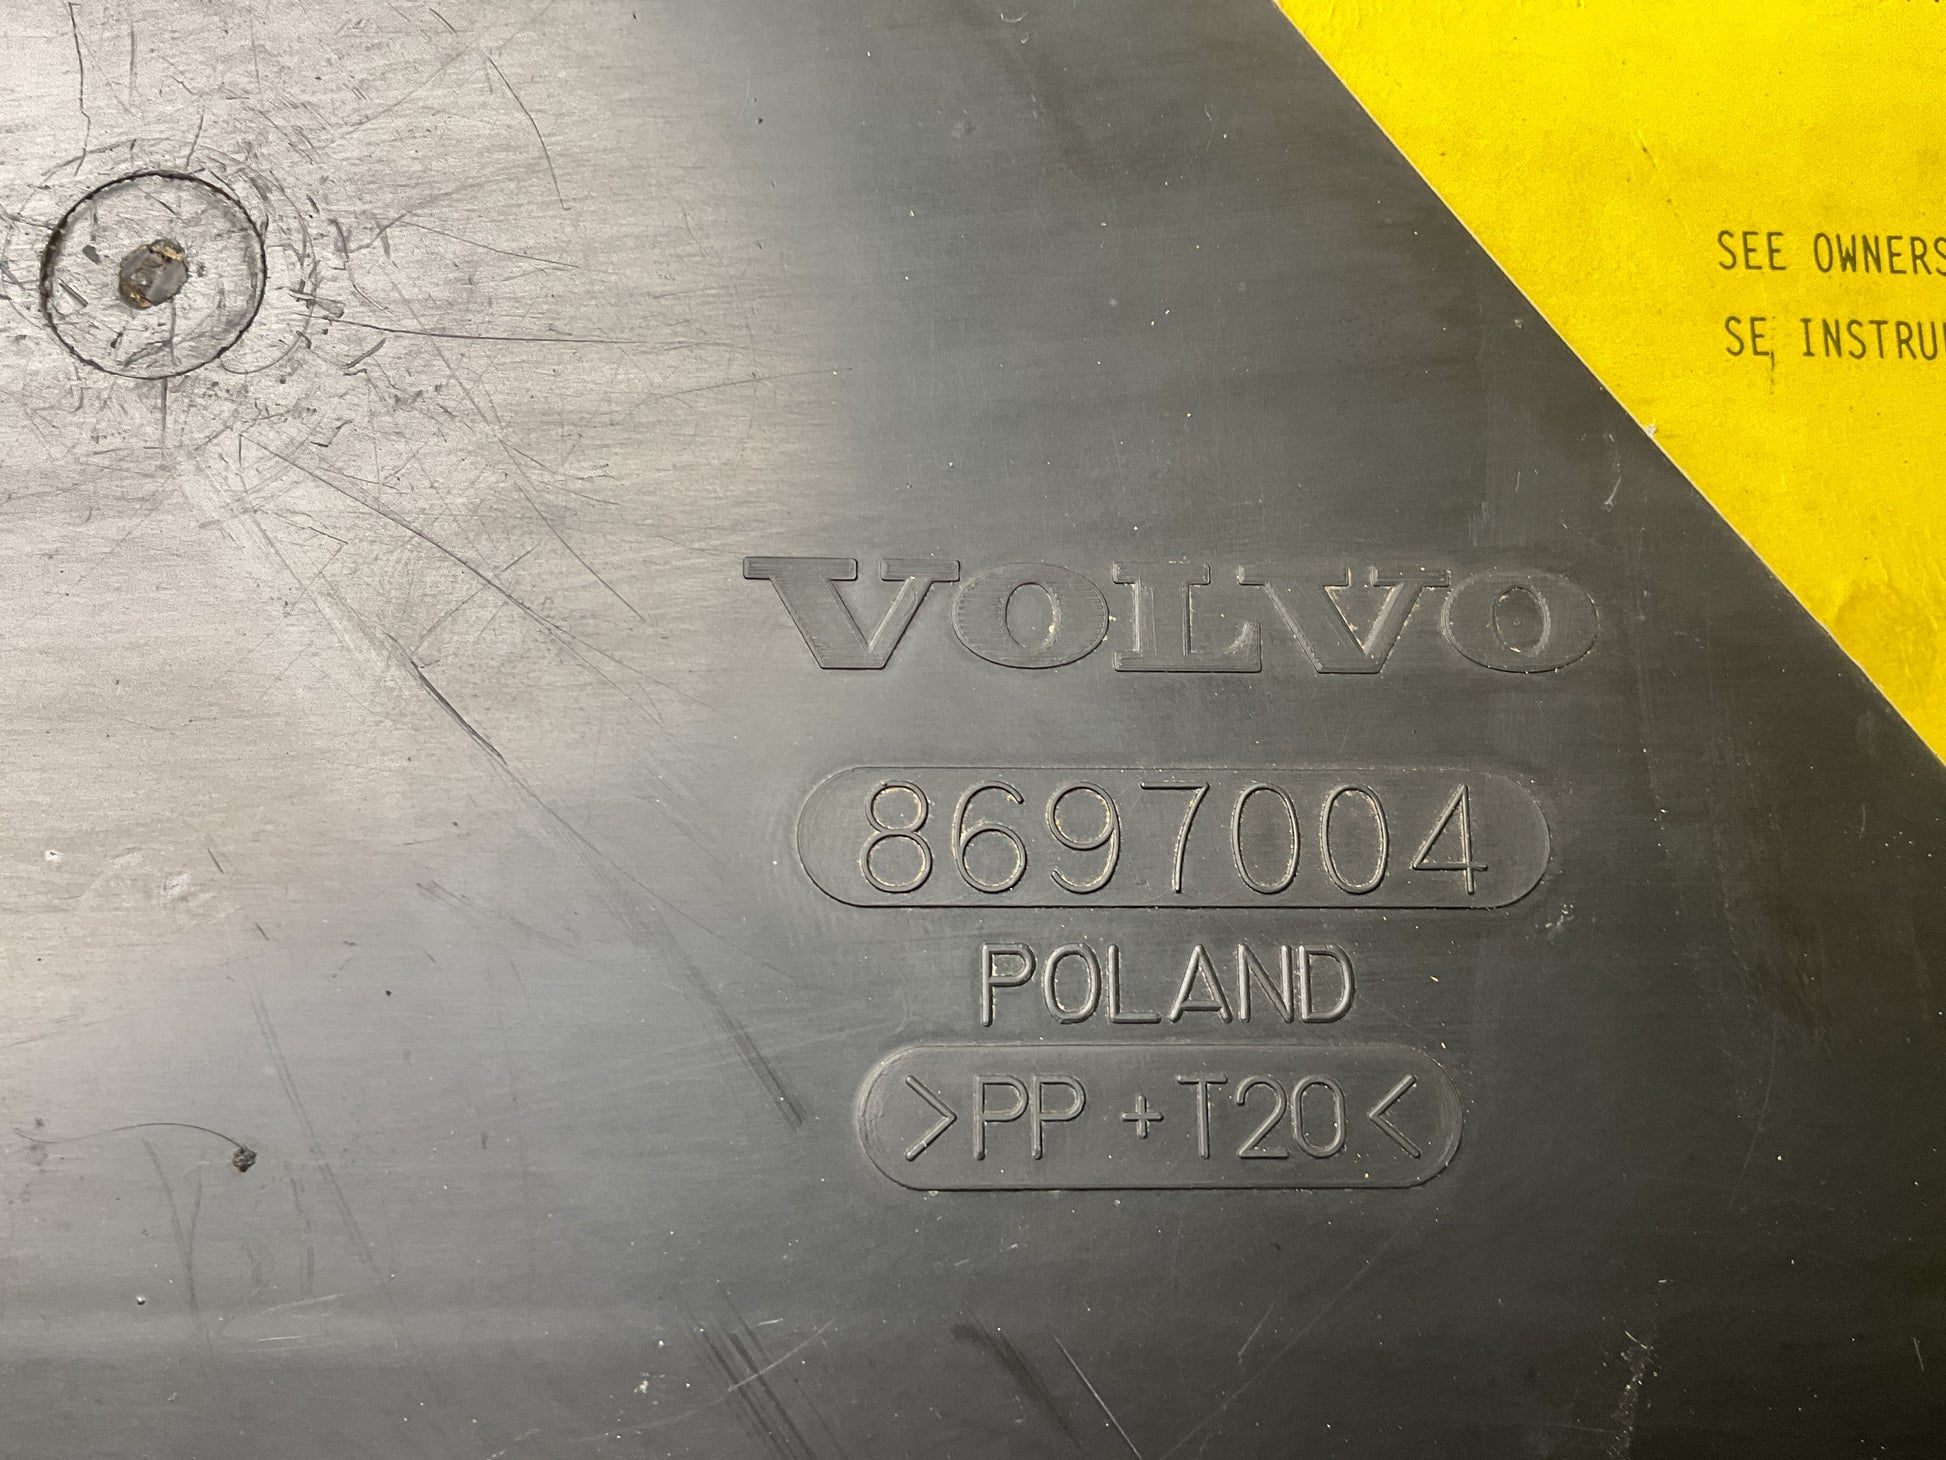 SEE OWNERS
SE, INSTRU
VOLVO
8697004
POLAND
>PP+T20<